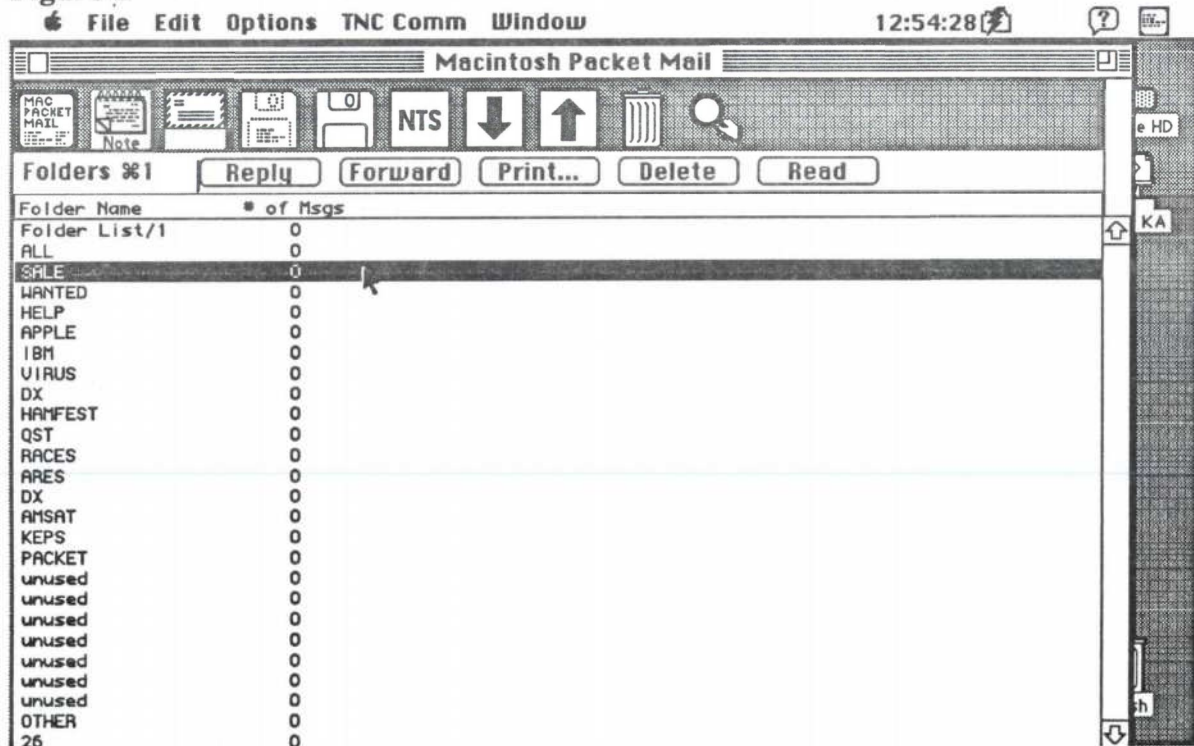 File Edit Options TNC Comm Window 12:54:28 ?
Macintosh Packet Mail
MAC
PACKET
MAIL
Note
NTS
e HD
Folders ⌘1 Reply Forward Print... Delete Read
KA
Folder Name # of Msgs
Folder List/1 0
ALL 0
SALE 0
WANTED 0
HELP 0
APPLE 0
IBM 0
VIRUS 0
DX 0
HAMFEST 0
QST 0
RACES 0
ARES 0
DX 0
AMSAT 0
KEPS 0
PACKET 0
unused 0
unused 0
unused 0
unused 0
unused 0
unused 0
unused 0
sh
OTHER 0
26 0